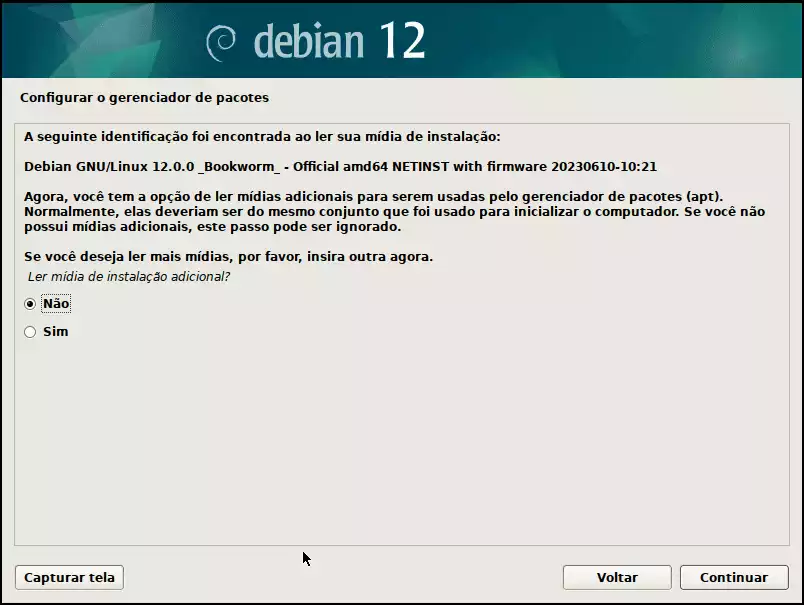 debian 12
Configurar o gerenciador de pacotes
A seguinte identificação foi encontrada ao ler sua mídia de instalação:
Debian GNU/Linux 12.0.0 _Bookworm_ - Official amd64 NETINST with firmware 20230610-10:21
Agora, você tem a opção de ler mídias adicionais para serem usadas pelo gerenciador de pacotes (apt).
Normalmente, elas deveriam ser do mesmo conjunto que foi usado para inicializar o computador. Se você não
possui mídias adicionais, este passo pode ser ignorado.
Se você deseja ler mais mídias, por favor, insira outra agora.
Ler mídia de instalação adicional?
Não
Sim
Capturar tela
Voltar
Continuar